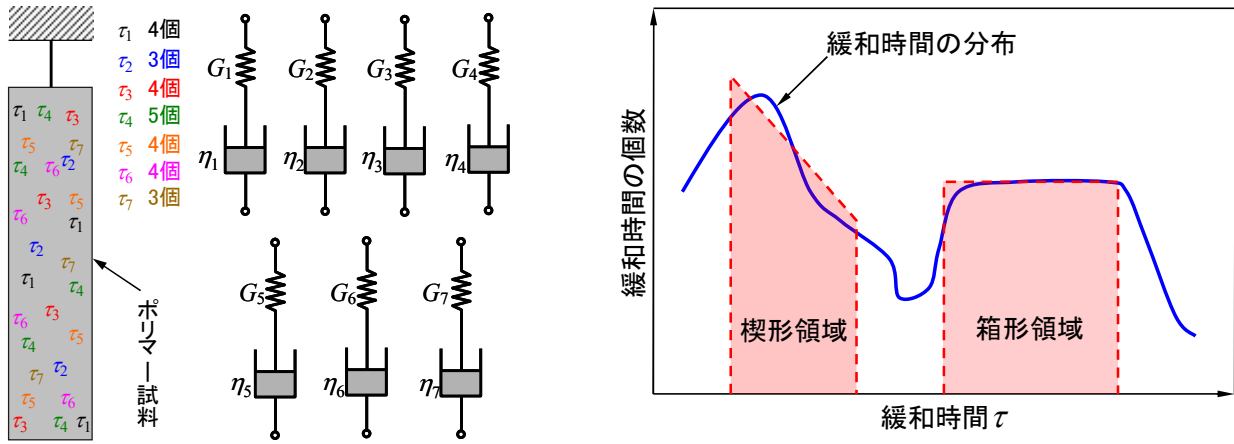 τ1 4個
τ2 3個
τ3 4個
τ4 5個
τ5 4個
τ6 4個
τ7 3個
τ1 τ4 τ3
τ5 τ7
τ4 τ6 τ2
τ3 τ5
τ6 τ1
τ2
τ7
τ1 τ4
τ6 τ3
τ4 τ5
τ7 τ2
τ5 τ6
τ3 τ4 τ1
ポリマー試料
G1 G2 G3 G4
η1 η2 η3 η4
G5 G6 G7
η5 η6 η7
緩和時間の分布
緩和時間の個数
楔形領域 箱形領域
緩和時間τ